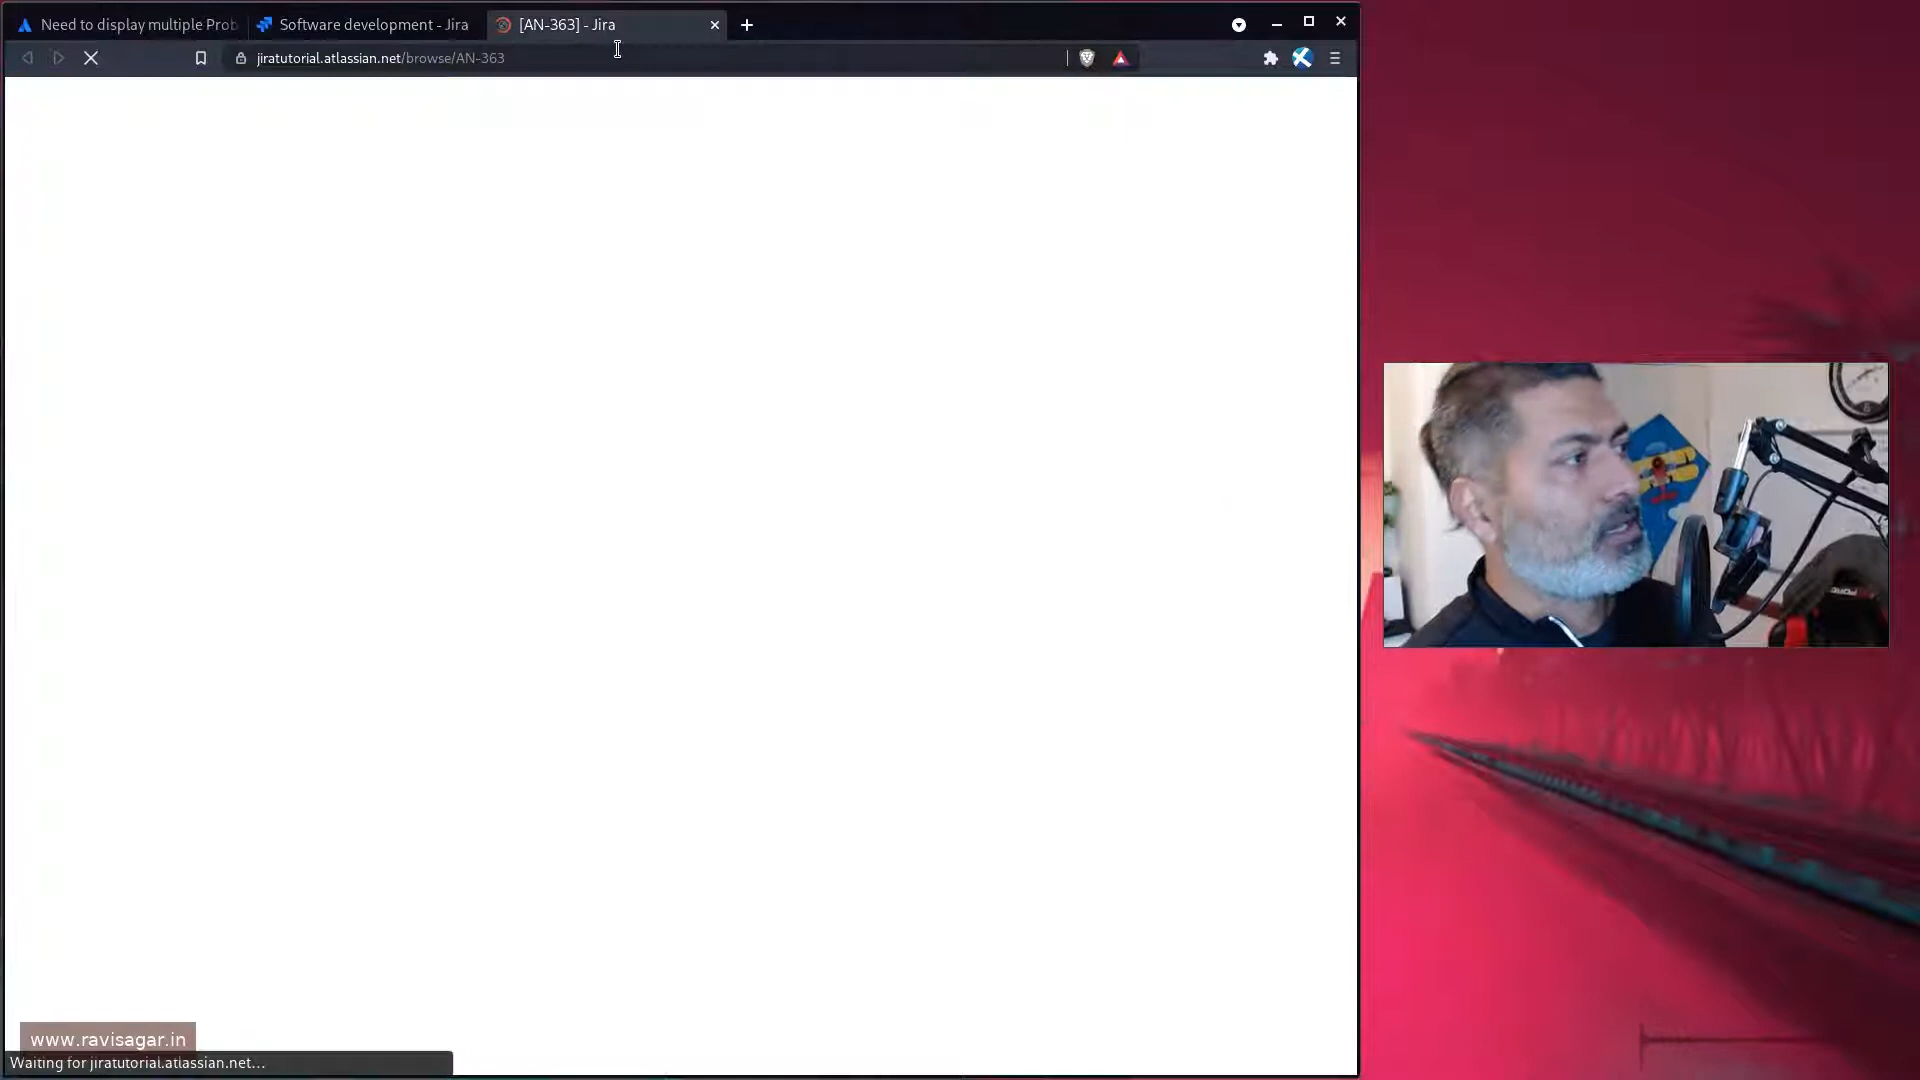 Need to display multiple Prob
Software development - Jira
[AN-363] - Jira
jiratutorial.atlassian.net/browse/AN-363
www.ravisagar.in
Waiting for jiratutorial.atlassian.net...